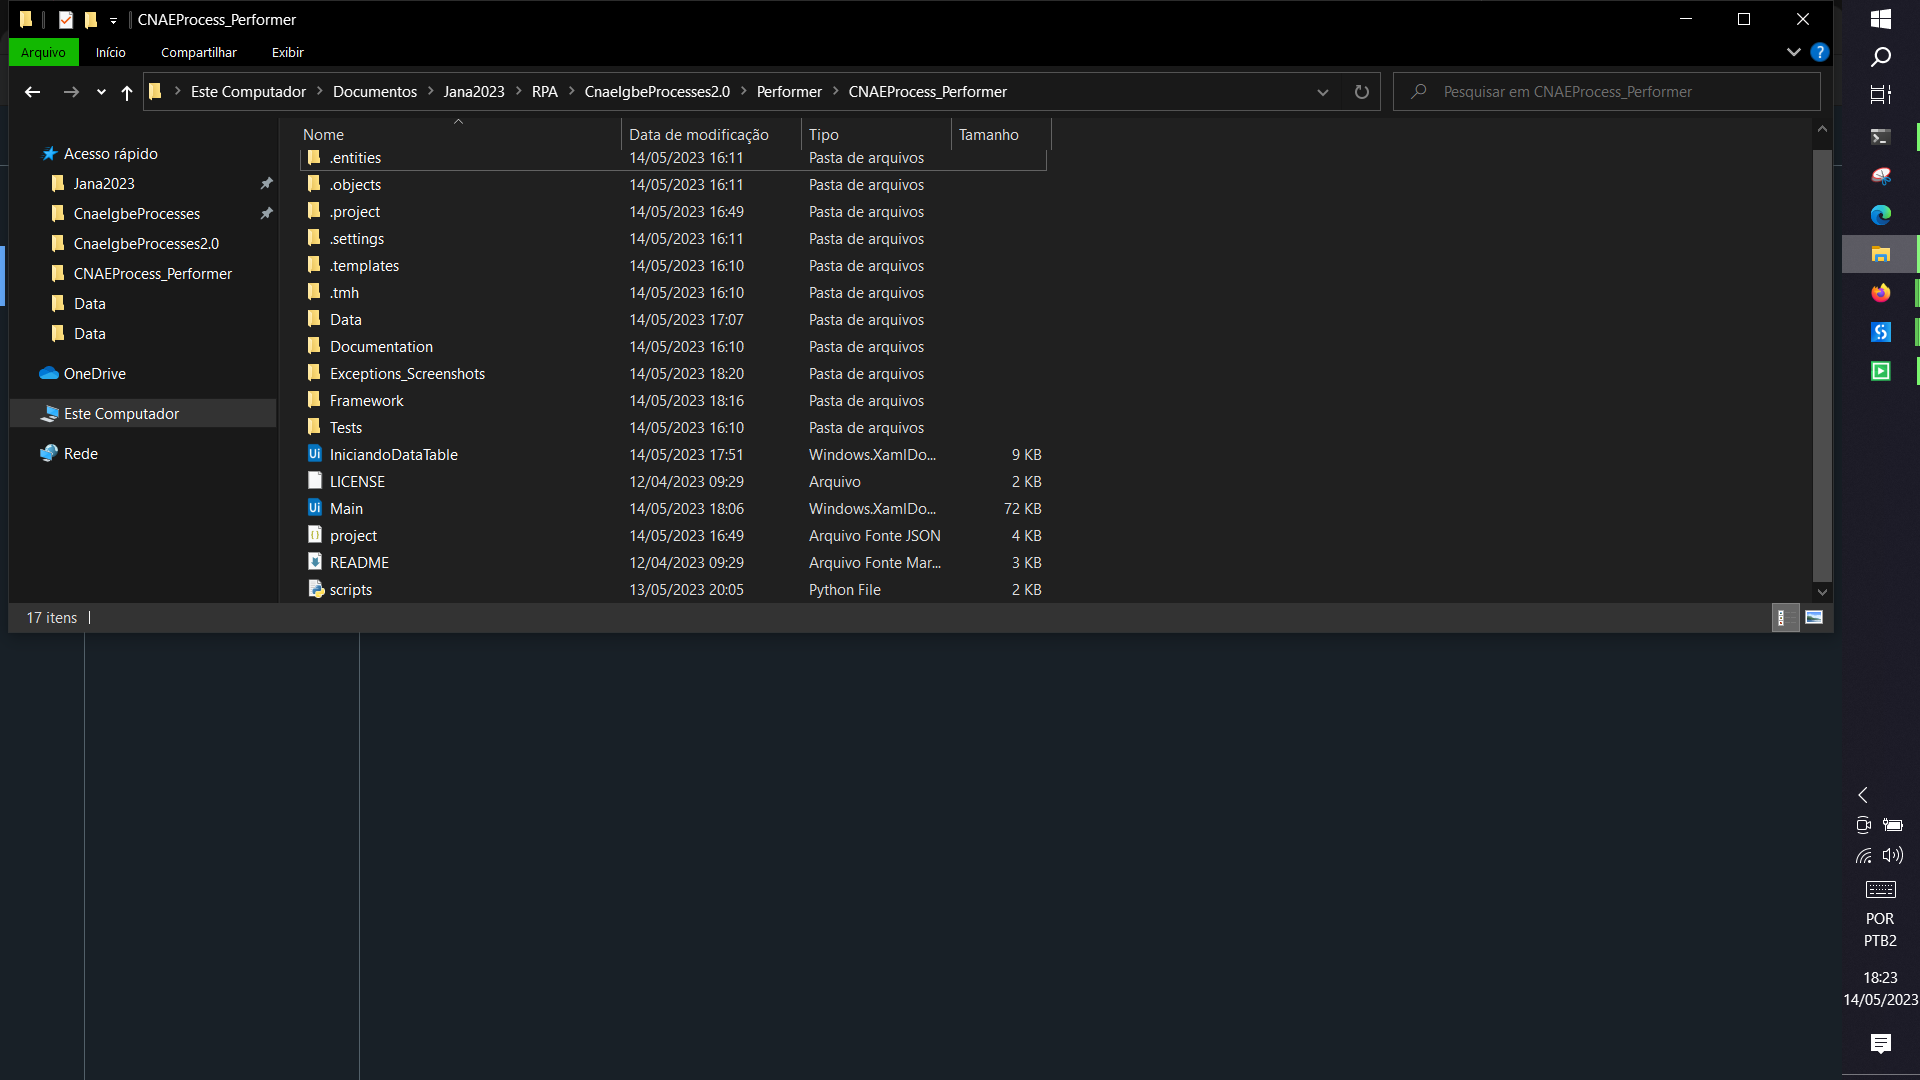 CNAEProcess_Performer
Arquivo Início Compartilhar Exibir
Este Computador Documentos Jana2023 RPA CnaeIgbeProcesses2.0 Performer CNAEProcess_Performer
Pesquisar em CNAEProcess_Performer
Acesso rápido
Jana2023
CnaeIgbeProcesses
CnaeIgbeProcesses2.0
CNAEProcess_Performer
Data
Data
OneDrive
Este Computador
Rede
Nome Data de modificação Tipo Tamanho
.entities 14/05/2023 16:11 Pasta de arquivos
.objects 14/05/2023 16:11 Pasta de arquivos
.project 14/05/2023 16:49 Pasta de arquivos
.settings 14/05/2023 16:11 Pasta de arquivos
.templates 14/05/2023 16:10 Pasta de arquivos
.tmh 14/05/2023 16:10 Pasta de arquivos
Data 14/05/2023 17:07 Pasta de arquivos
Documentation 14/05/2023 16:10 Pasta de arquivos
Exceptions_Screenshots 14/05/2023 18:20 Pasta de arquivos
Framework 14/05/2023 18:16 Pasta de arquivos
Tests 14/05/2023 16:10 Pasta de arquivos
Ui IniciandoDataTable 14/05/2023 17:51 Windows.XamlDo... 9 KB
LICENSE 12/04/2023 09:29 Arquivo 2 KB
Ui Main 14/05/2023 18:06 Windows.XamlDo... 72 KB
project 14/05/2023 16:49 Arquivo Fonte JSON 4 KB
README 12/04/2023 09:29 Arquivo Fonte Mar... 3 KB
scripts 13/05/2023 20:05 Python File 2 KB
17 itens
POR
PTB2
18:23
14/05/2023